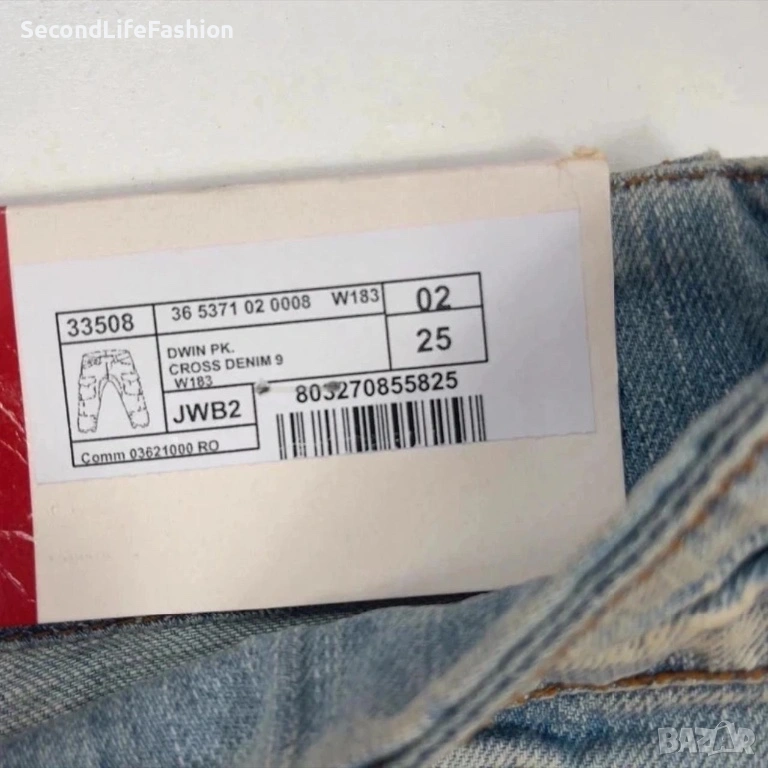 SecondLifeFashion
33508
36 5371 02 0008 W183
02
DWIN PK.
CROSS DENIM 9
W183
25
JWB2
803270855825
Comm 03621000 RO
BAZAR